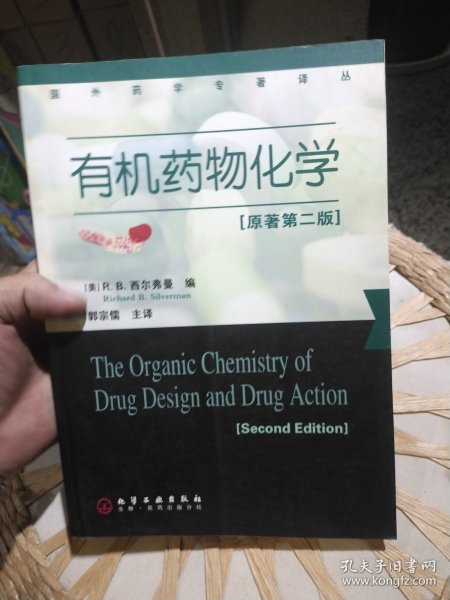 国外药学专著译丛
有机药物化学
[原著第二版]
[美] R. B. 西尔弗曼 编
Richard B. Silverman
郭宗儒 主译
The Organic Chemistry of
Drug Design and Drug Action
[Second Edition]
化学工业出版社
生物·医药出版分社
孔夫子旧书网
www.kongfz.com